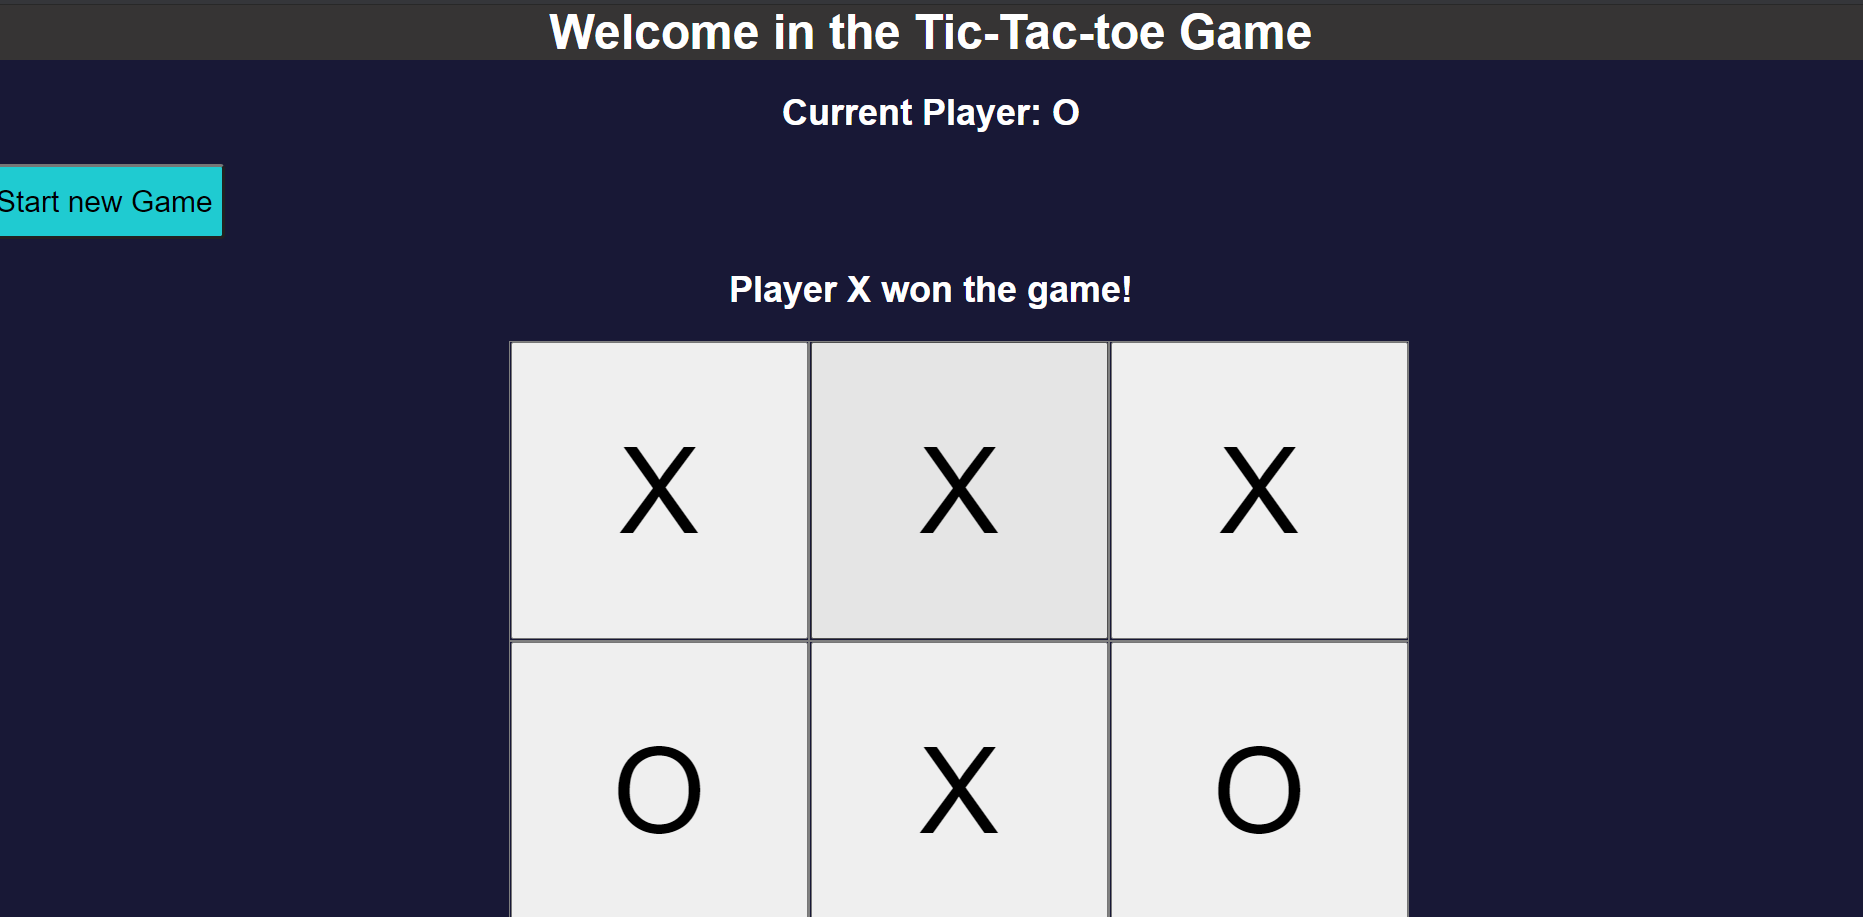 Welcome in the Tic-Tac-toe Game
Current Player: O
Start new Game
Player X won the game!
X X X
O X O